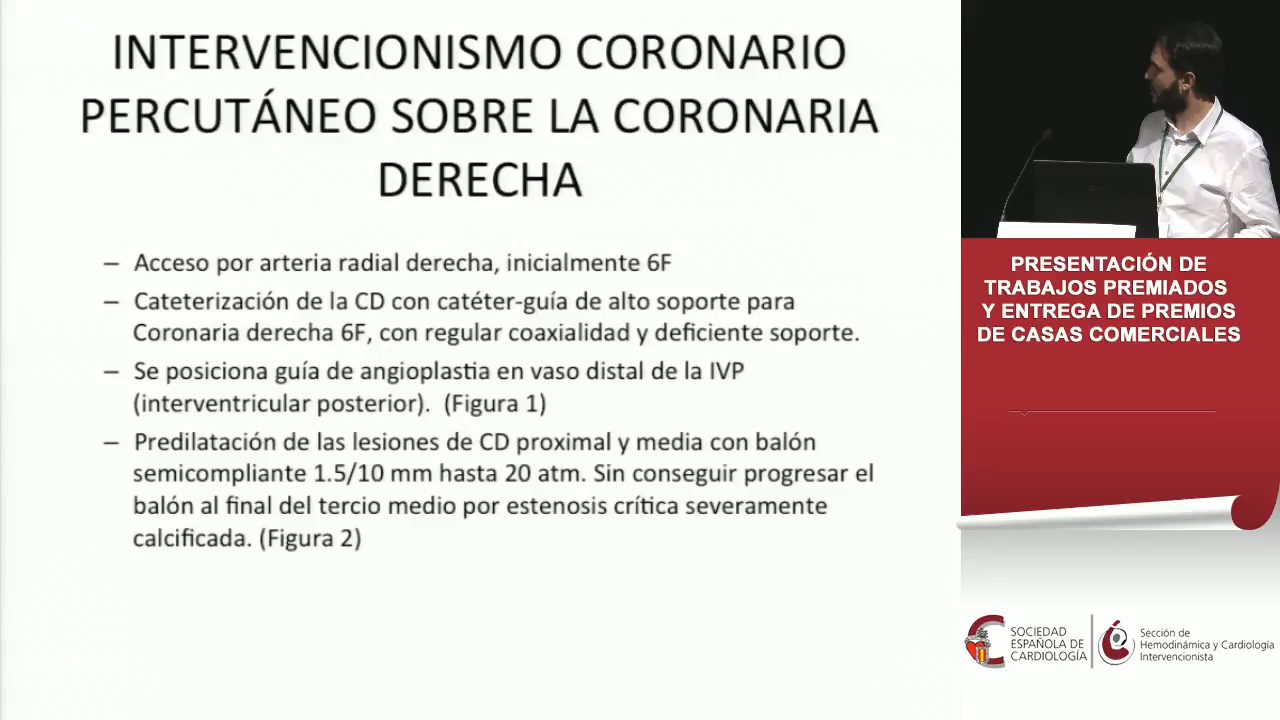 INTERVENCIONISMO CORONARIO
PERCUTÁNEO SOBRE LA CORONARIA
DERECHA
– Acceso por arteria radial derecha, inicialmente 6F
– Cateterización de la CD con catéter-guía de alto soporte para
Coronaria derecha 6F, con regular coaxialidad y deficiente soporte.
– Se posiciona guía de angioplastia en vaso distal de la IVP
(interventricular posterior). (Figura 1)
– Predilatación de las lesiones de CD proximal y media con balón
semicompliante 1.5/10 mm hasta 20 atm. Sin conseguir progresar el
balón al final del tercio medio por estenosis crítica severamente
calcificada. (Figura 2)
PRESENTACIÓN DE
TRABAJOS PREMIADOS
Y ENTREGA DE PREMIOS
DE CASAS COMERCIALES
SOCIEDAD
ESPAÑOLA DE
CARDIOLOGÍA
Sección de
Hemodinámica y Cardiología
Intervencionista